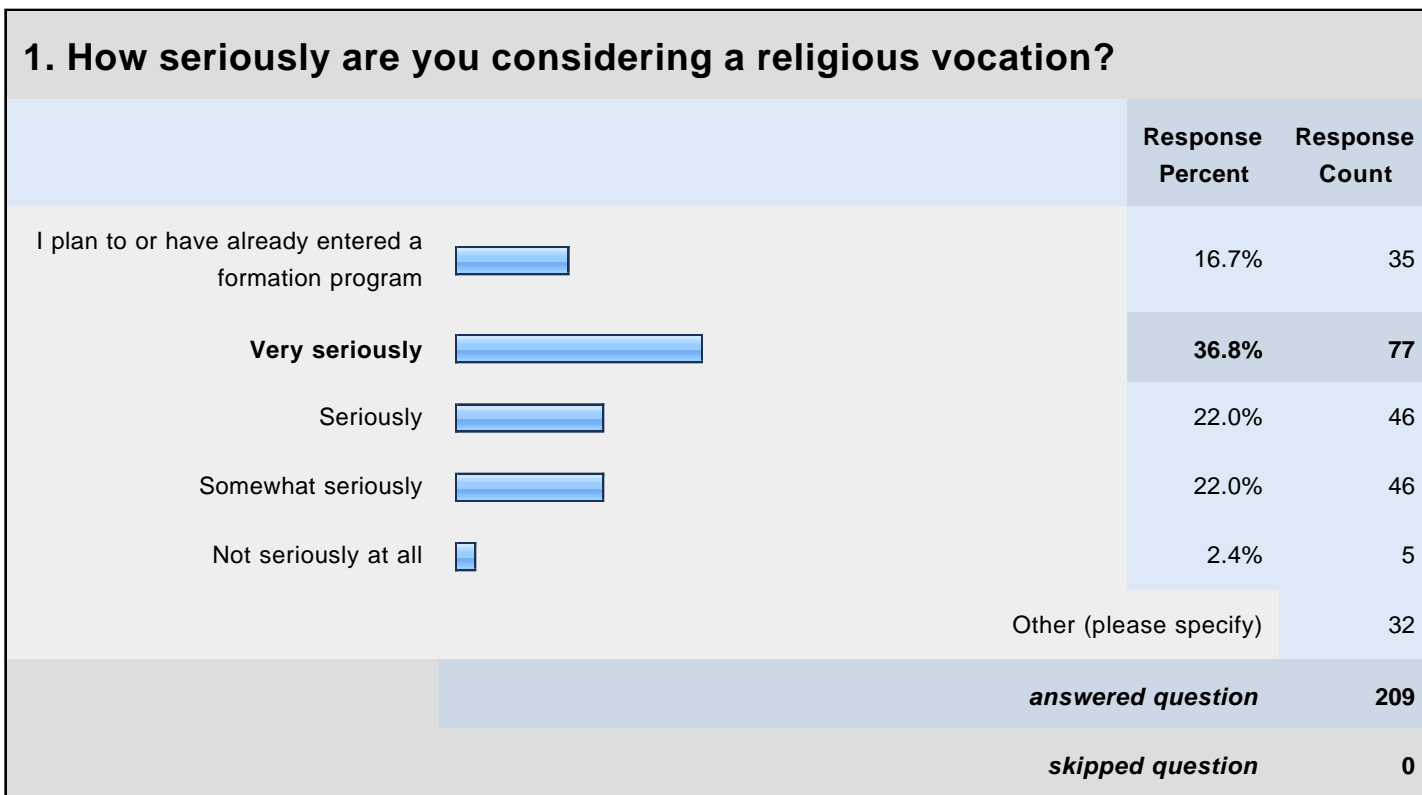 1. How seriously are you considering a religious vocation?
Response Response
Percent Count
I plan to or have already entered a
formation program 16.7% 35
Very seriously 36.8% 77
Seriously 22.0% 46
Somewhat seriously 22.0% 46
Not seriously at all 2.4% 5
Other (please specify) 32
answered question 209
skipped question 0